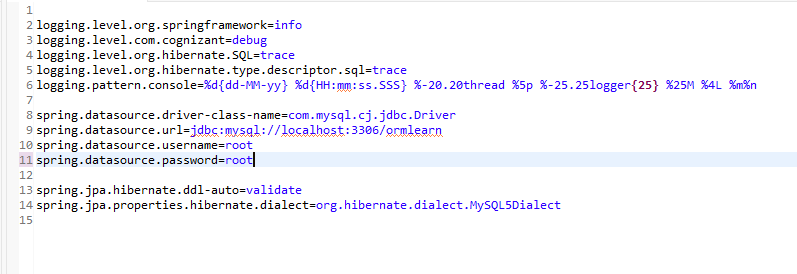 1
2 logging.level.org.springframework=info
3 logging.level.com.cognizant=debug
4 logging.level.org.hibernate.SQL=trace
5 logging.level.org.hibernate.type.descriptor.sql=trace
6 logging.pattern.console=%d{dd-MM-yy} %d{HH:mm:ss.SSS} %-20.20thread %5p %-25.25logger{25} %25M %4L %m%n
7
8 spring.datasource.driver-class-name=com.mysql.cj.jdbc.Driver
9 spring.datasource.url=jdbc:mysql://localhost:3306/ormlearn
10 spring.datasource.username=root
11 spring.datasource.password=root
12
13 spring.jpa.hibernate.ddl-auto=validate
14 spring.jpa.properties.hibernate.dialect=org.hibernate.dialect.MySQL5Dialect
15